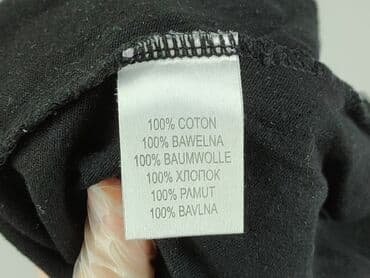 100% COTON
100% BAWELNA
100% BAUMWOLLE
100% ХЛОПОК
100% PAMUT
100% BAVLNA